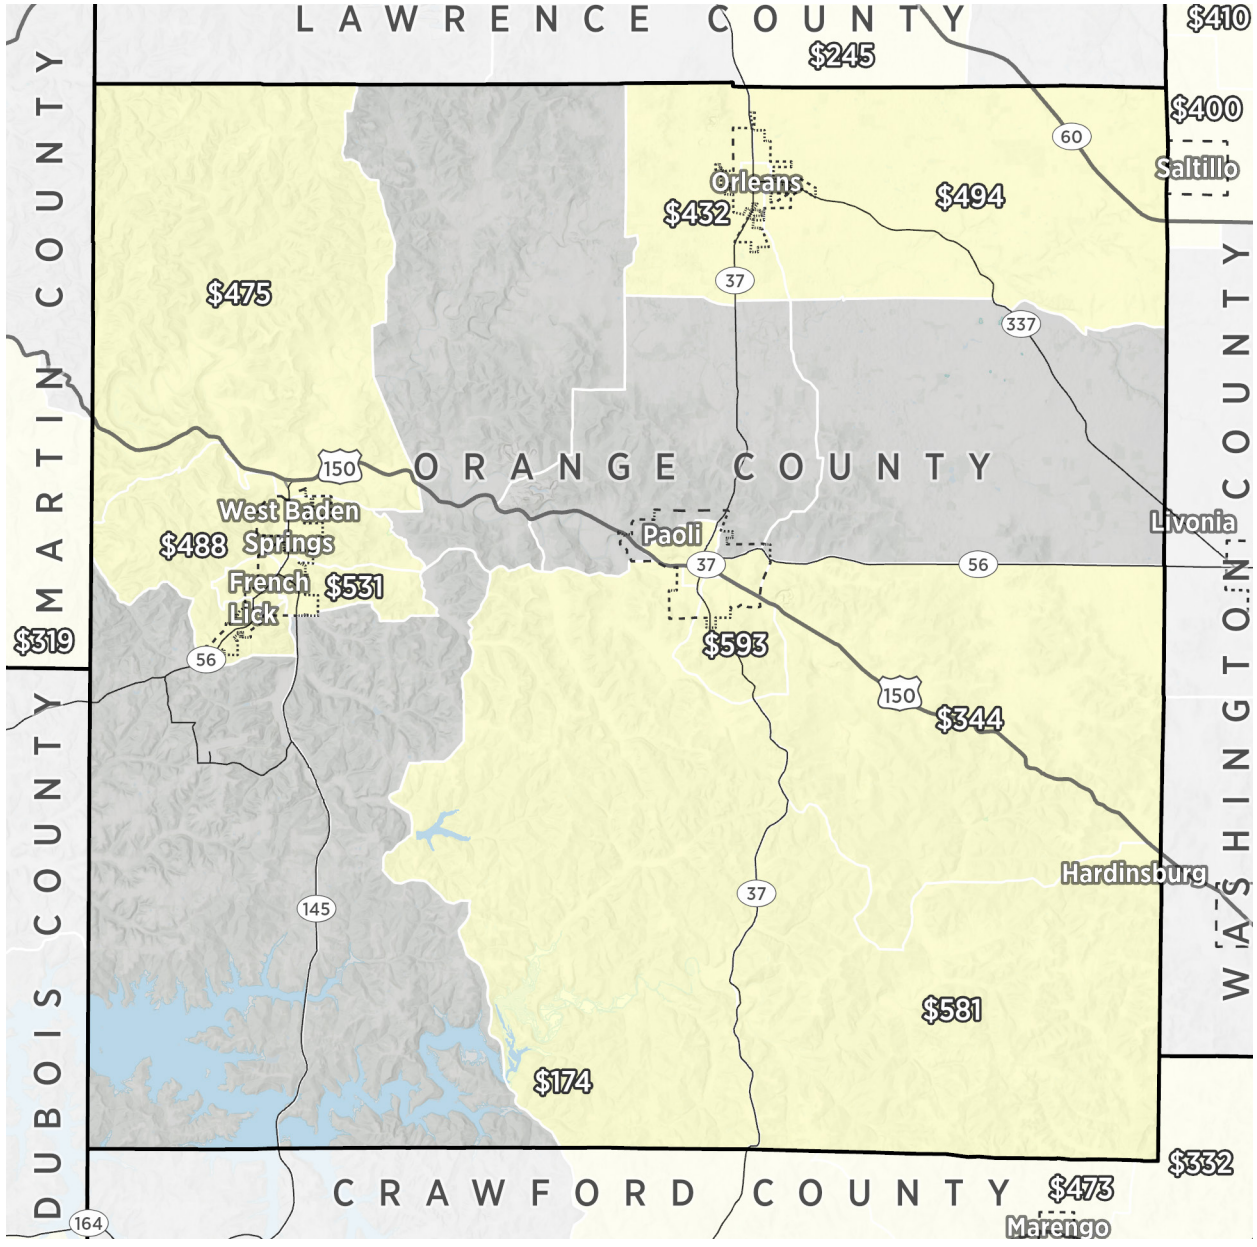 LAWRENCE COUNTY
$410
$245
$400
60
Saltillo
Orleans
$432
$494
37
$475
337
MARTIN COUNTY
150
ORANGE COUNTY
West Baden
Springs
Paoli
Livonia
$488
37
56
French
Lick
$531
$319
56
$593
150
$344
WASHINGTON COUNTY
DUBOIS COUNTY
Hardinsburg
145
37
$581
$174
$332
CRAWFORD COUNTY
$473
164
Marengo